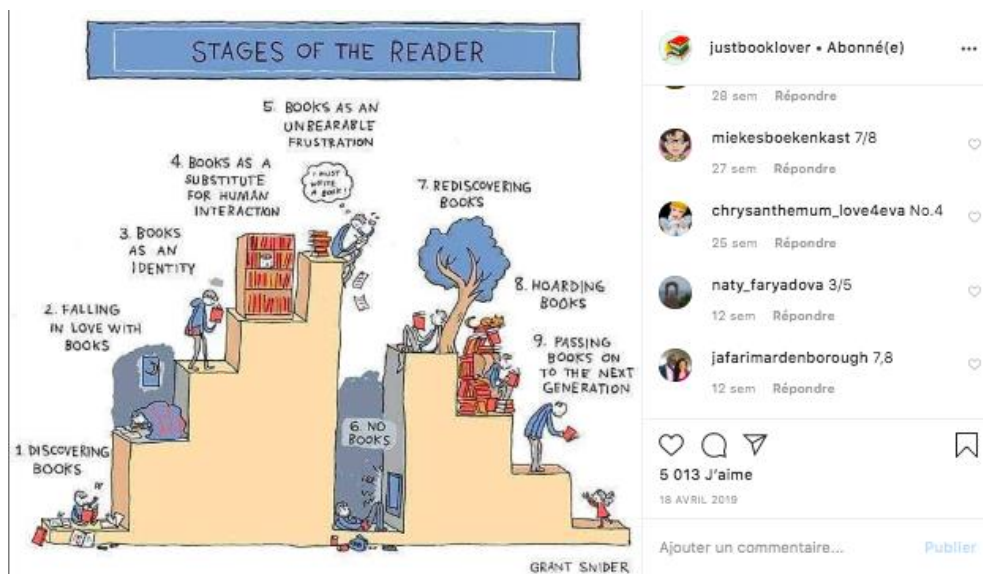 STAGES OF THE READER
1. DISCOVERING
BOOKS
2. FALLING
IN LOVE WITH
BOOKS
3. BOOKS
AS AN
IDENTITY
4. BOOKS AS A
SUBSTITUTE
FOR HUMAN
INTERACTION
5. BOOKS AS AN
UNBEARABLE
FRUSTRATION
I MUST
WRITE
A BOOK!
6. NO
BOOKS
7. REDISCOVERING
BOOKS
8. HOARDING
BOOKS
9. PASSING
BOOKS ON
TO THE NEXT
GENERATION
GRANT SNIDER
justbooklover • Abonné(e)
28 sem Répondre
miekesboekenkast 7/8
27 sem Répondre
chrysanthemum_love4eva No.4
25 sem Répondre
naty_faryadova 3/5
12 sem Répondre
jafarimardenborough 7,8
12 sem Répondre
5 013 J'aime
18 AVRIL 2019
Ajouter un commentaire... Publier